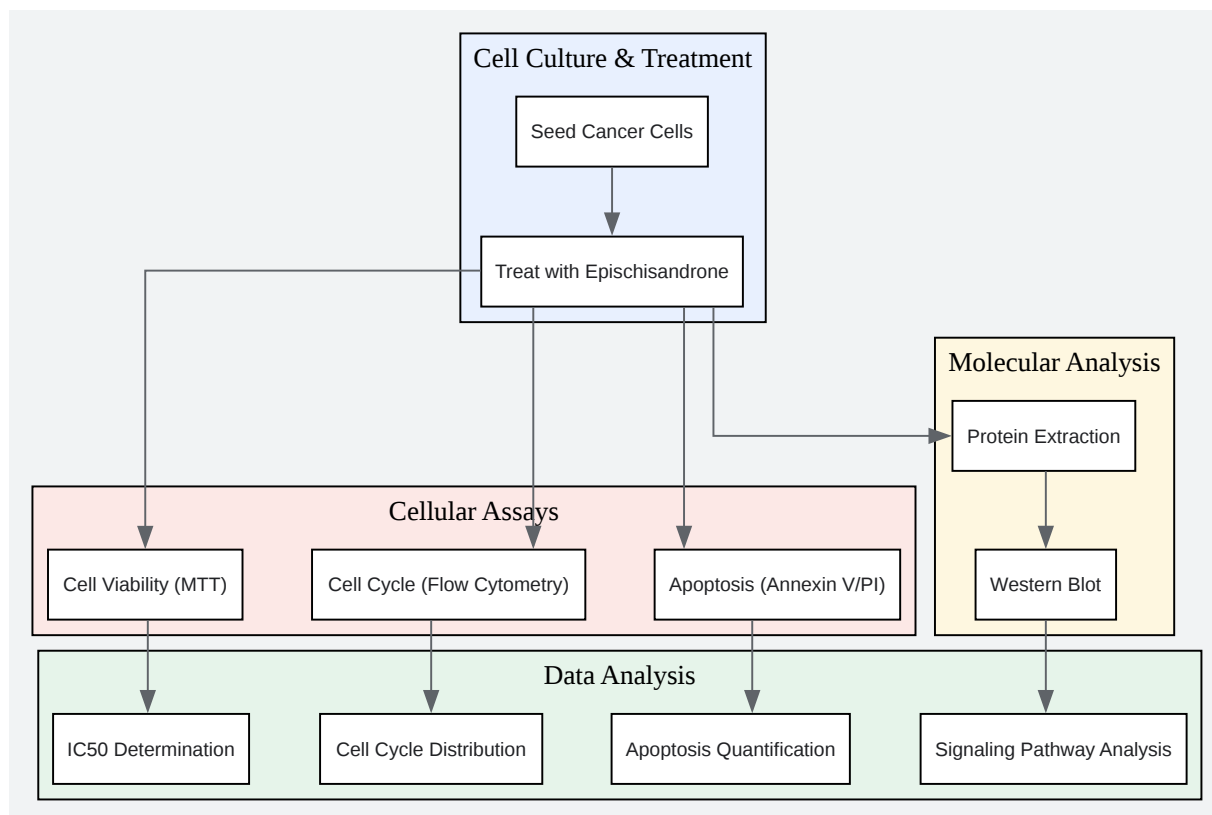 Cell Culture & Treatment
Seed Cancer Cells
Treat with Epischisandrone
Molecular Analysis
Protein Extraction
Cellular Assays
Cell Viability (MTT)
Cell Cycle (Flow Cytometry)
Apoptosis (Annexin V/PI)
Western Blot
Data Analysis
IC50 Determination
Cell Cycle Distribution
Apoptosis Quantification
Signaling Pathway Analysis